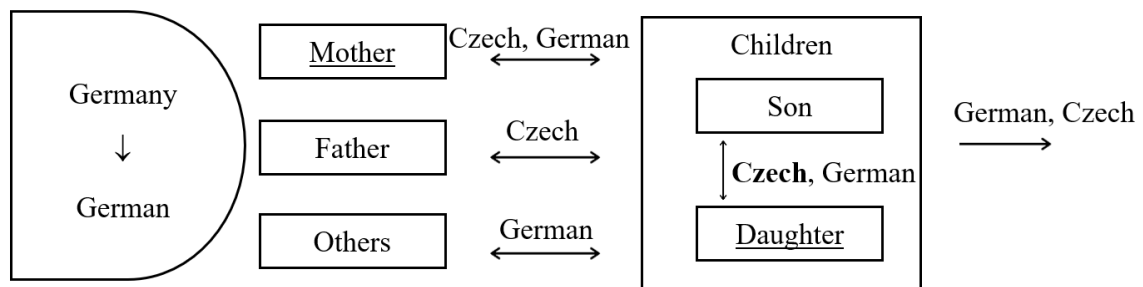 Germany
↓
German
Mother
Father
Others
Czech, German
Czech
German
Children
Son
Czech, German
Daughter
German, Czech